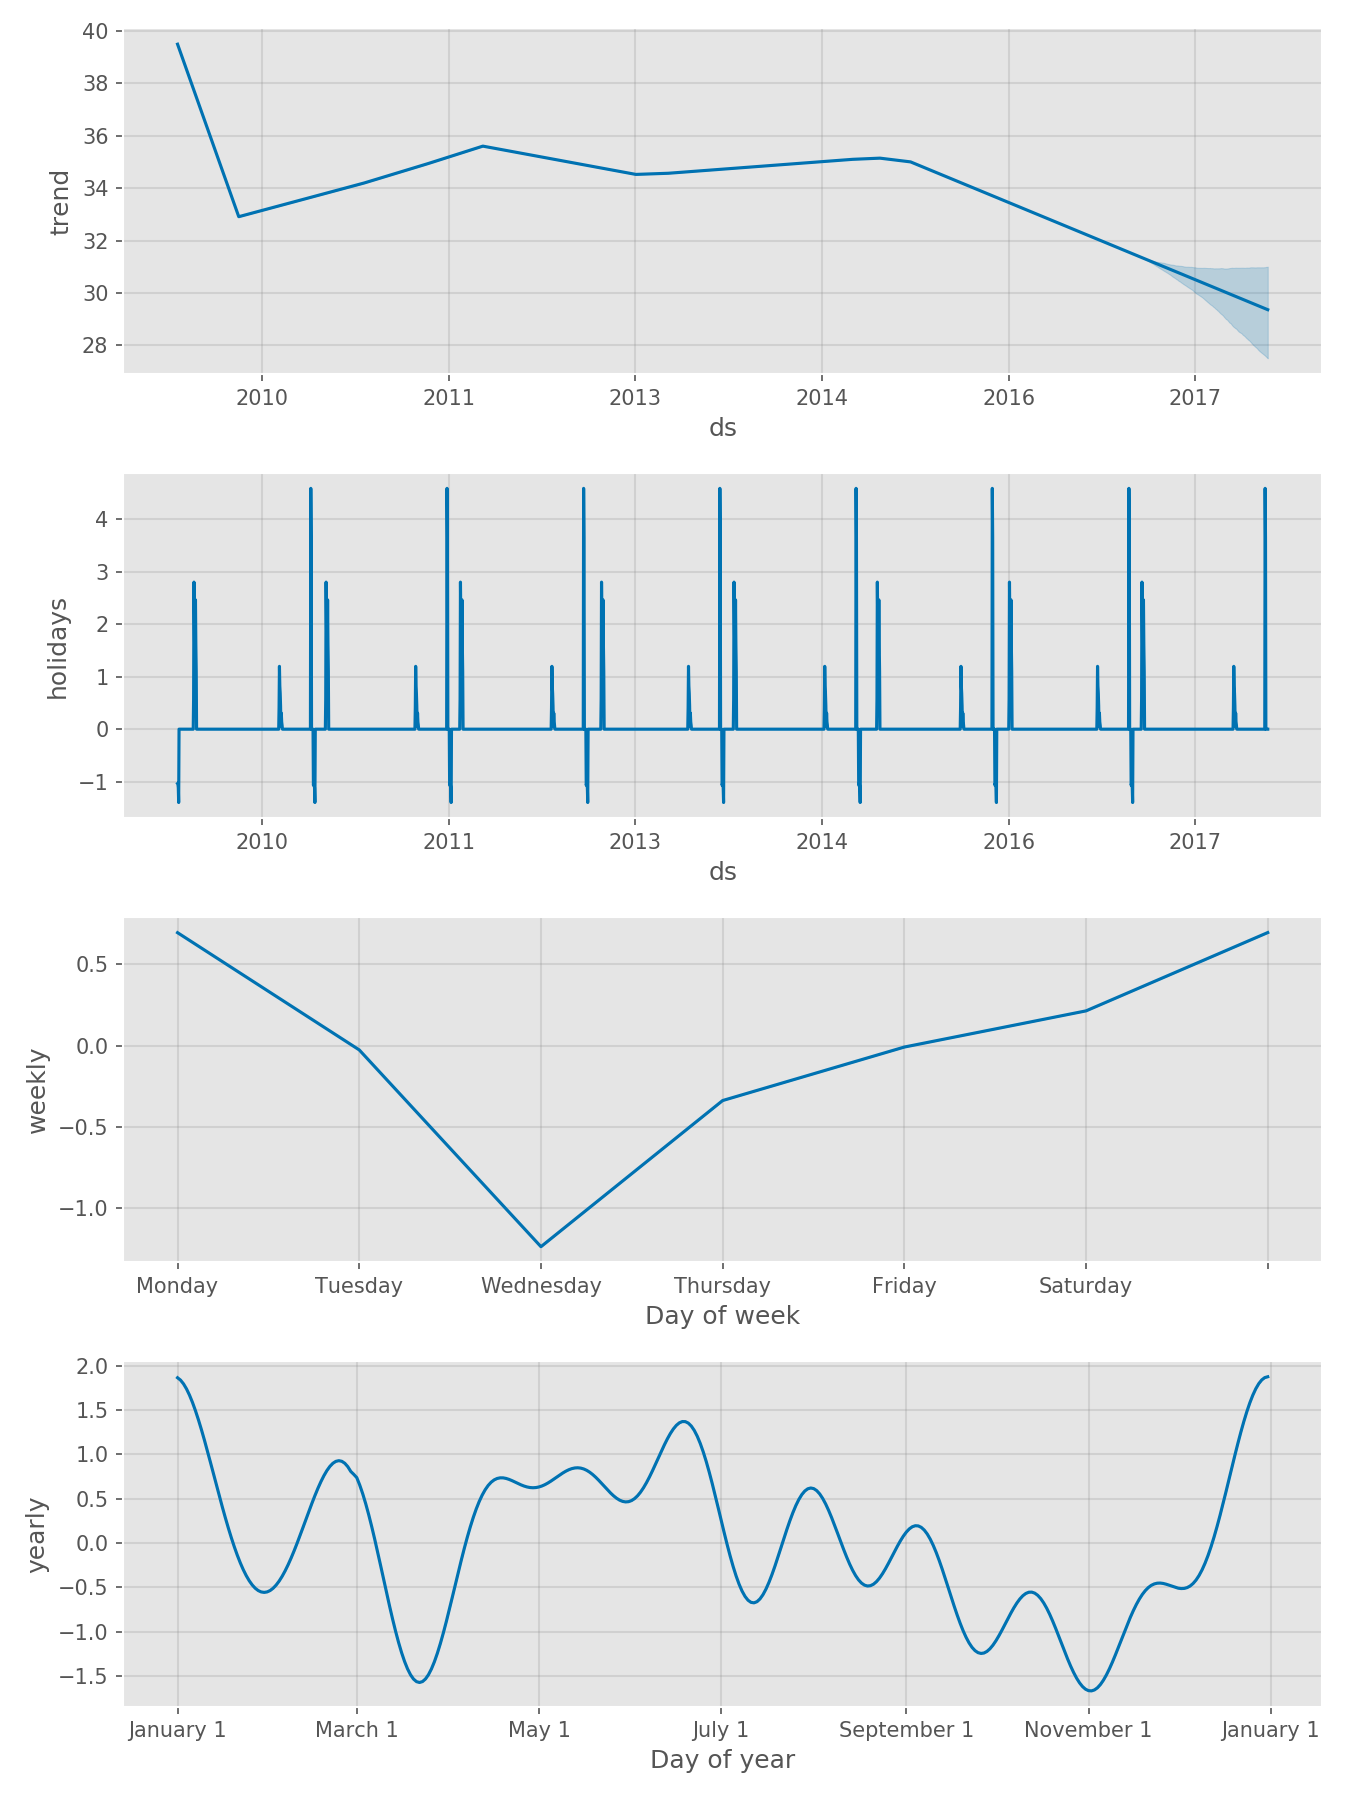 40
38
36
34
32
30
28
trend
2010 2011 2013 2014 2016 2017
ds
4
3
2
1
0
−1
holidays
2010 2011 2013 2014 2016 2017
ds
0.5
0.0
−0.5
−1.0
weekly
Monday Tuesday Wednesday Thursday Friday Saturday
Day of week
2.0
1.5
1.0
0.5
0.0
−0.5
−1.0
−1.5
yearly
January 1 March 1 May 1 July 1 September 1 November 1 January 1
Day of year